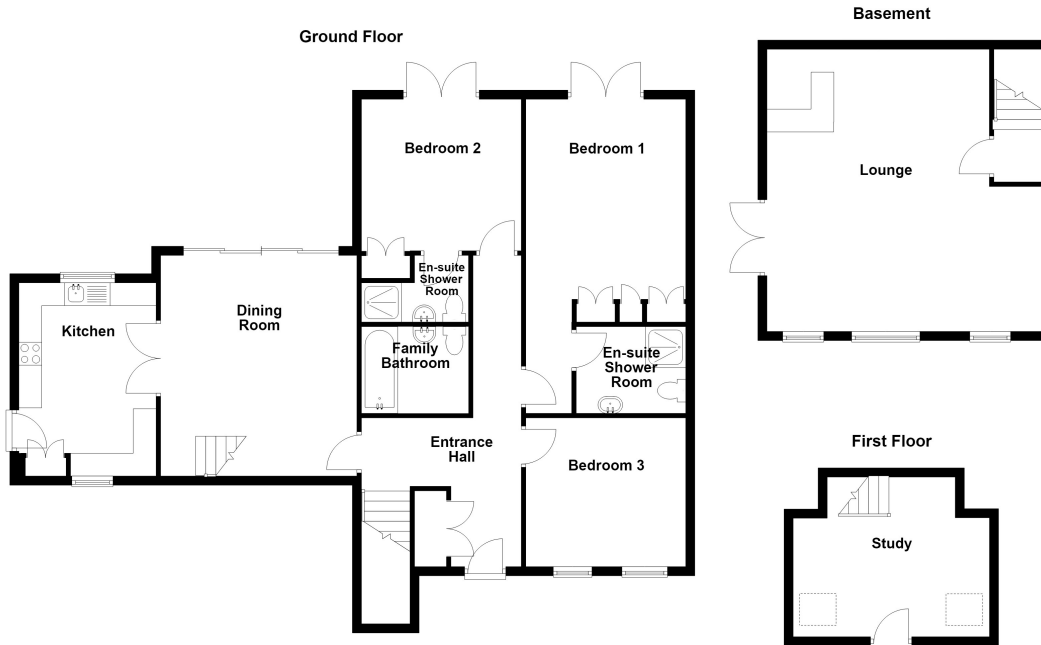 Basement
Ground Floor
Bedroom 2
Bedroom 1
Lounge
En-suite
Shower
Room
Dining
Room
Kitchen
Family
Bathroom
En-suite
Shower
Room
Entrance
Hall
Bedroom 3
First Floor
Study